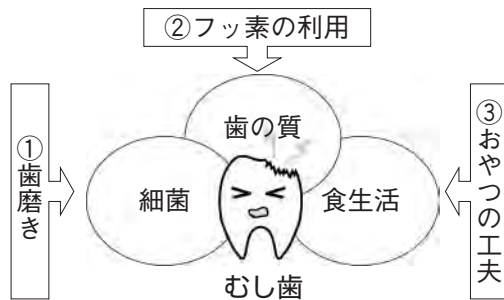 ②フッ素の利用
①歯磨き
歯の質
細菌
食生活
③おやつの工夫
むし歯